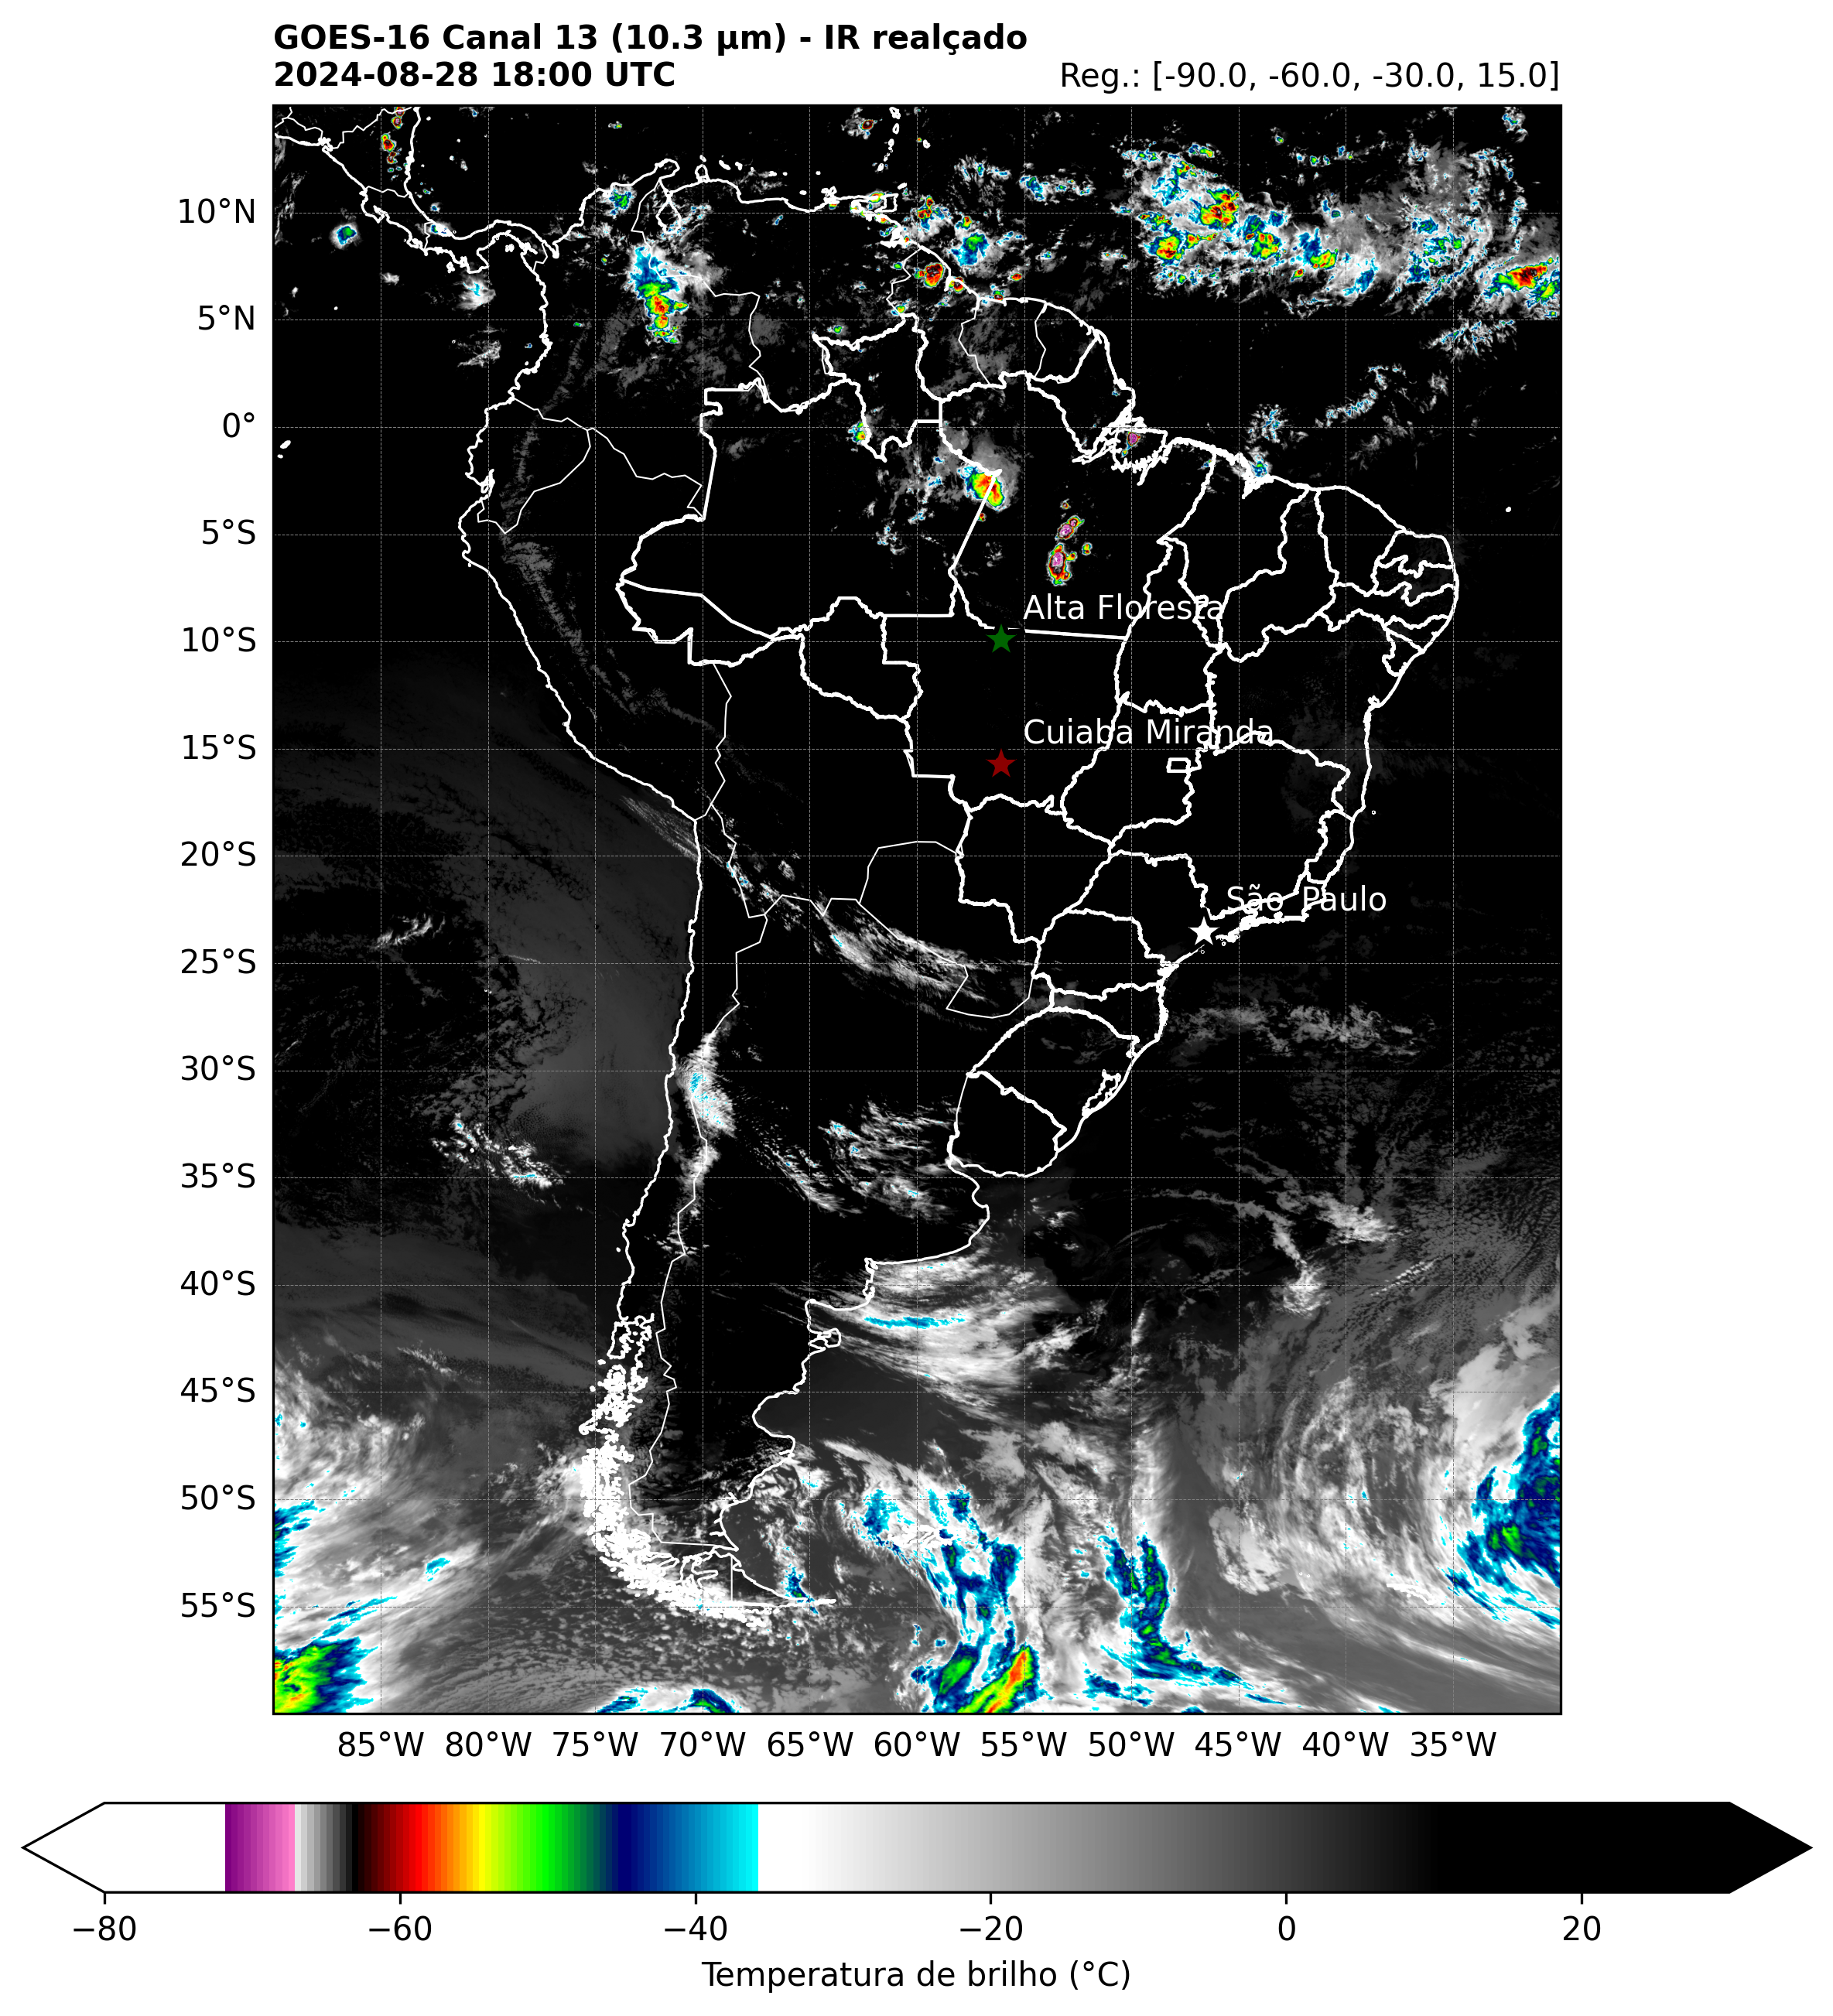 GOES-16 Canal 13 (10.3 µm) - IR realçado
2024-08-28 18:00 UTC
Reg.: [-90.0, -60.0, -30.0, 15.0]
10°N
5°N
0°
5°S
Alta Floresta
10°S
Cuiaba Miranda
15°S
20°S
São Paulo
25°S
30°S
35°S
40°S
45°S
50°S
55°S
85°W 80°W 75°W 70°W 65°W 60°W 55°W 50°W 45°W 40°W 35°W
−80 −60 −40 −20 0 20
Temperatura de brilho (°C)